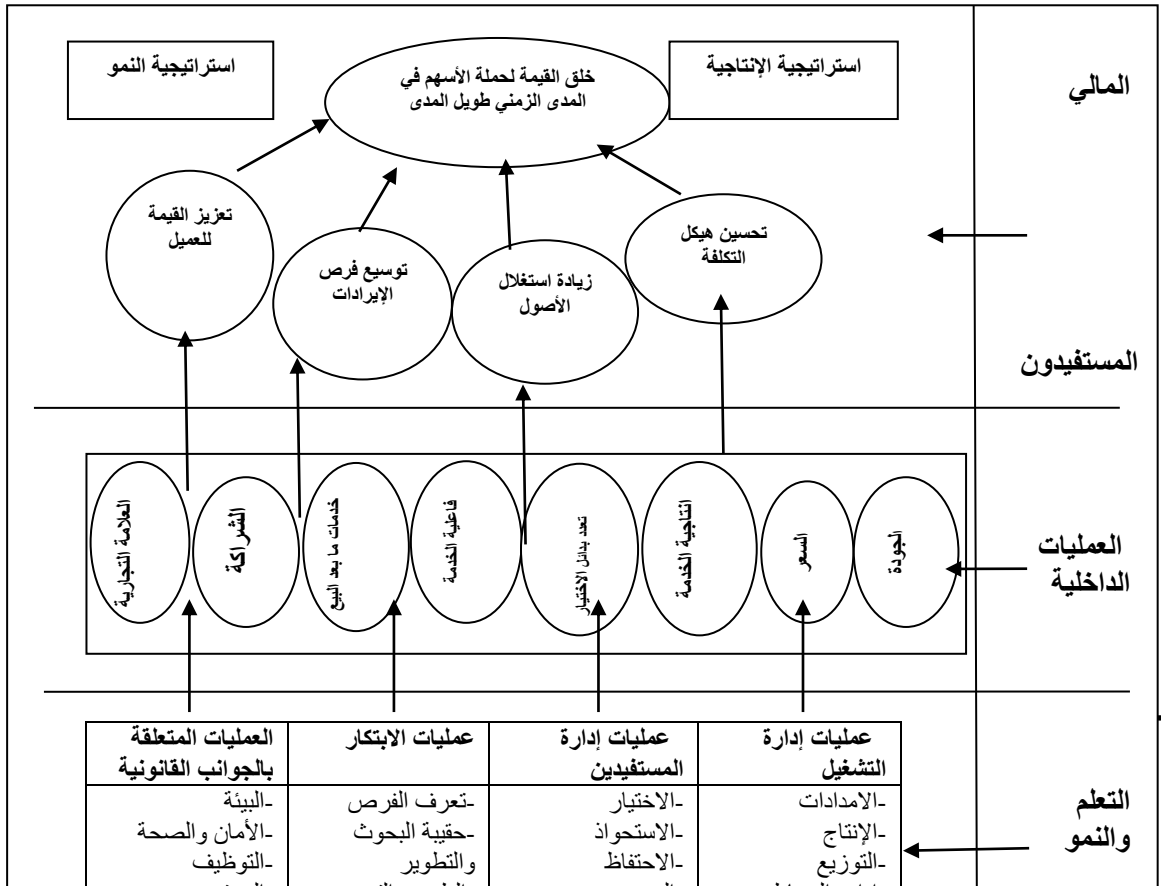 المالي
استراتيجية الإنتاجية
خلق القيمة لحملة الأسهم في
المدى الزمني طويل المدى
استراتيجية النمو
تحسين هيكل
التكلفة
زيادة استغلال
الأصول
توسيع فرص
الإيرادات
تعزيز القيمة
للعميل
المستفيدون
العمليات
الداخلية
الجودة
السعر
انتاجية الخدمة
تعدد بدائل الاختيار
فاعلية الخدمة
خدمات ما بعد البيع
الشراكة
العلامة التجارية
التعلم
والنمو
عمليات إدارة
التشغيل
-الامدادات
-الإنتاج
-التوزيع
عمليات إدارة
المستفيدين
-الاختيار
-الاستحواذ
-الاحتفاظ
عمليات الابتكار
-تعرف الفرص
-حقيبة البحوث
والتطوير
العمليات المتعلقة
بالجوانب القانونية
-البيئة
-الأمان والصحة
-التوظيف